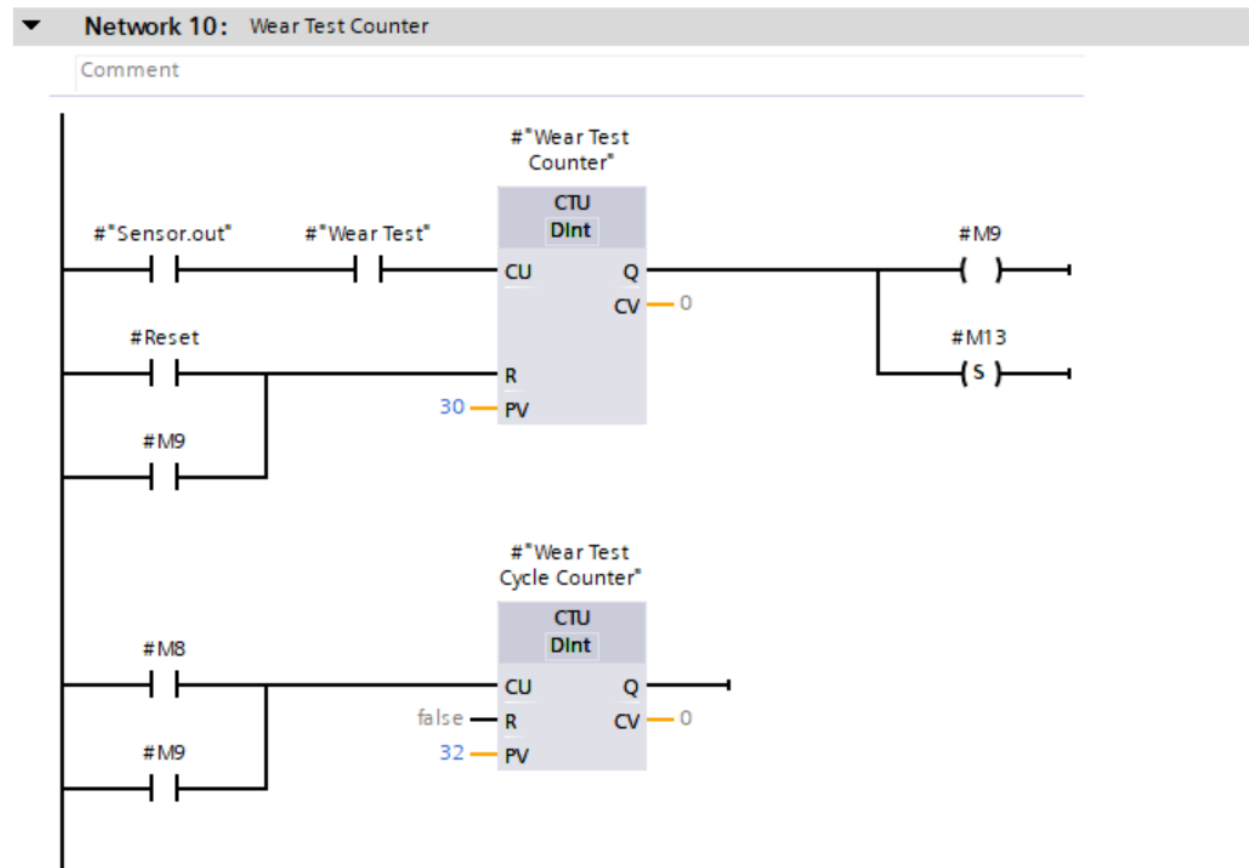 Network 10: Wear Test Counter
Comment
#"Wear Test
Counter"
CTU
DInt
#"Sensor.out" #"Wear Test" #M9
CU Q
CV 0
#Reset #M13
R S
30 PV
#M9
#"Wear Test
Cycle Counter"
CTU
DInt
#M8
CU Q
false R CV 0
32 PV
#M9